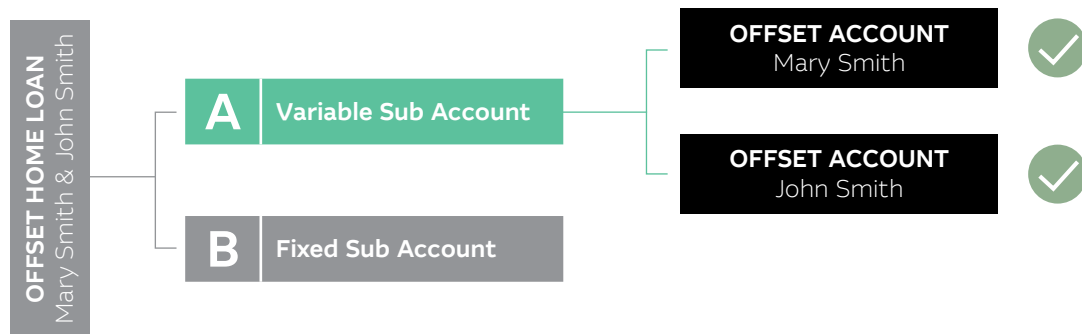 OFFSET HOME LOAN
Mary Smith & John Smith
A
Variable Sub Account
B
Fixed Sub Account
OFFSET ACCOUNT
Mary Smith
OFFSET ACCOUNT
John Smith